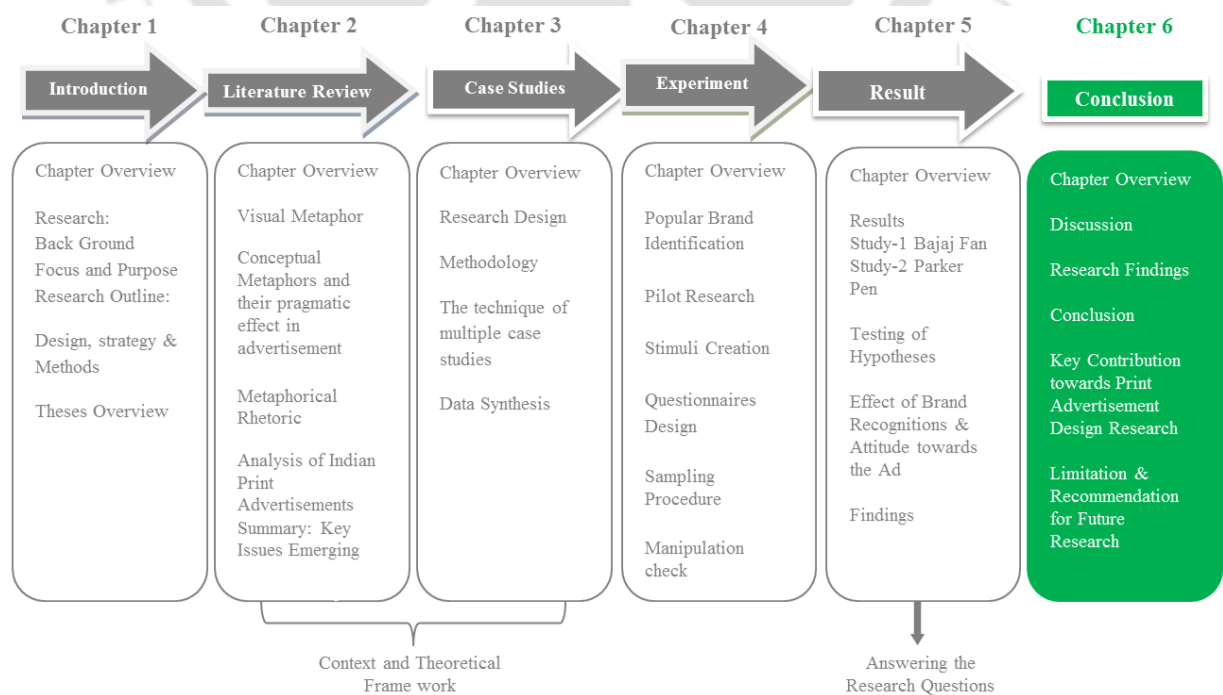 Chapter 1
Chapter 2
Chapter 3
Chapter 4
Chapter 5
Chapter 6
Introduction
Literature Review
Case Studies
Experiment
Result
Conclusion
Chapter Overview
Research:
Back Ground
Focus and Purpose
Research Outline:
Design, strategy &
Methods
Theses Overview
Chapter Overview
Visual Metaphor
Conceptual
Metaphors and
their pragmatic
effect in
advertisement
Metaphorical
Rhetoric
Analysis of Indian
Print
Advertisements
Summary: Key
Issues Emerging
Chapter Overview
Research Design
Methodology
The technique of
multiple case
studies
Data Synthesis
Chapter Overview
Popular Brand
Identification
Pilot Research
Stimuli Creation
Questionnaires
Design
Sampling
Procedure
Manipulation
check
Chapter Overview
Results
Study-1 Bajaj Fan
Study-2 Parker
Pen
Testing of
Hypotheses
Effect of Brand
Recognitions &
Attitude towards
the Ad
Findings
Chapter Overview
Discussion
Research Findings
Conclusion
Key Contribution
towards Print
Advertisement
Design Research
Limitation &
Recommendation
for Future
Research
Context and Theoretical
Frame work
Answering the
Research Questions